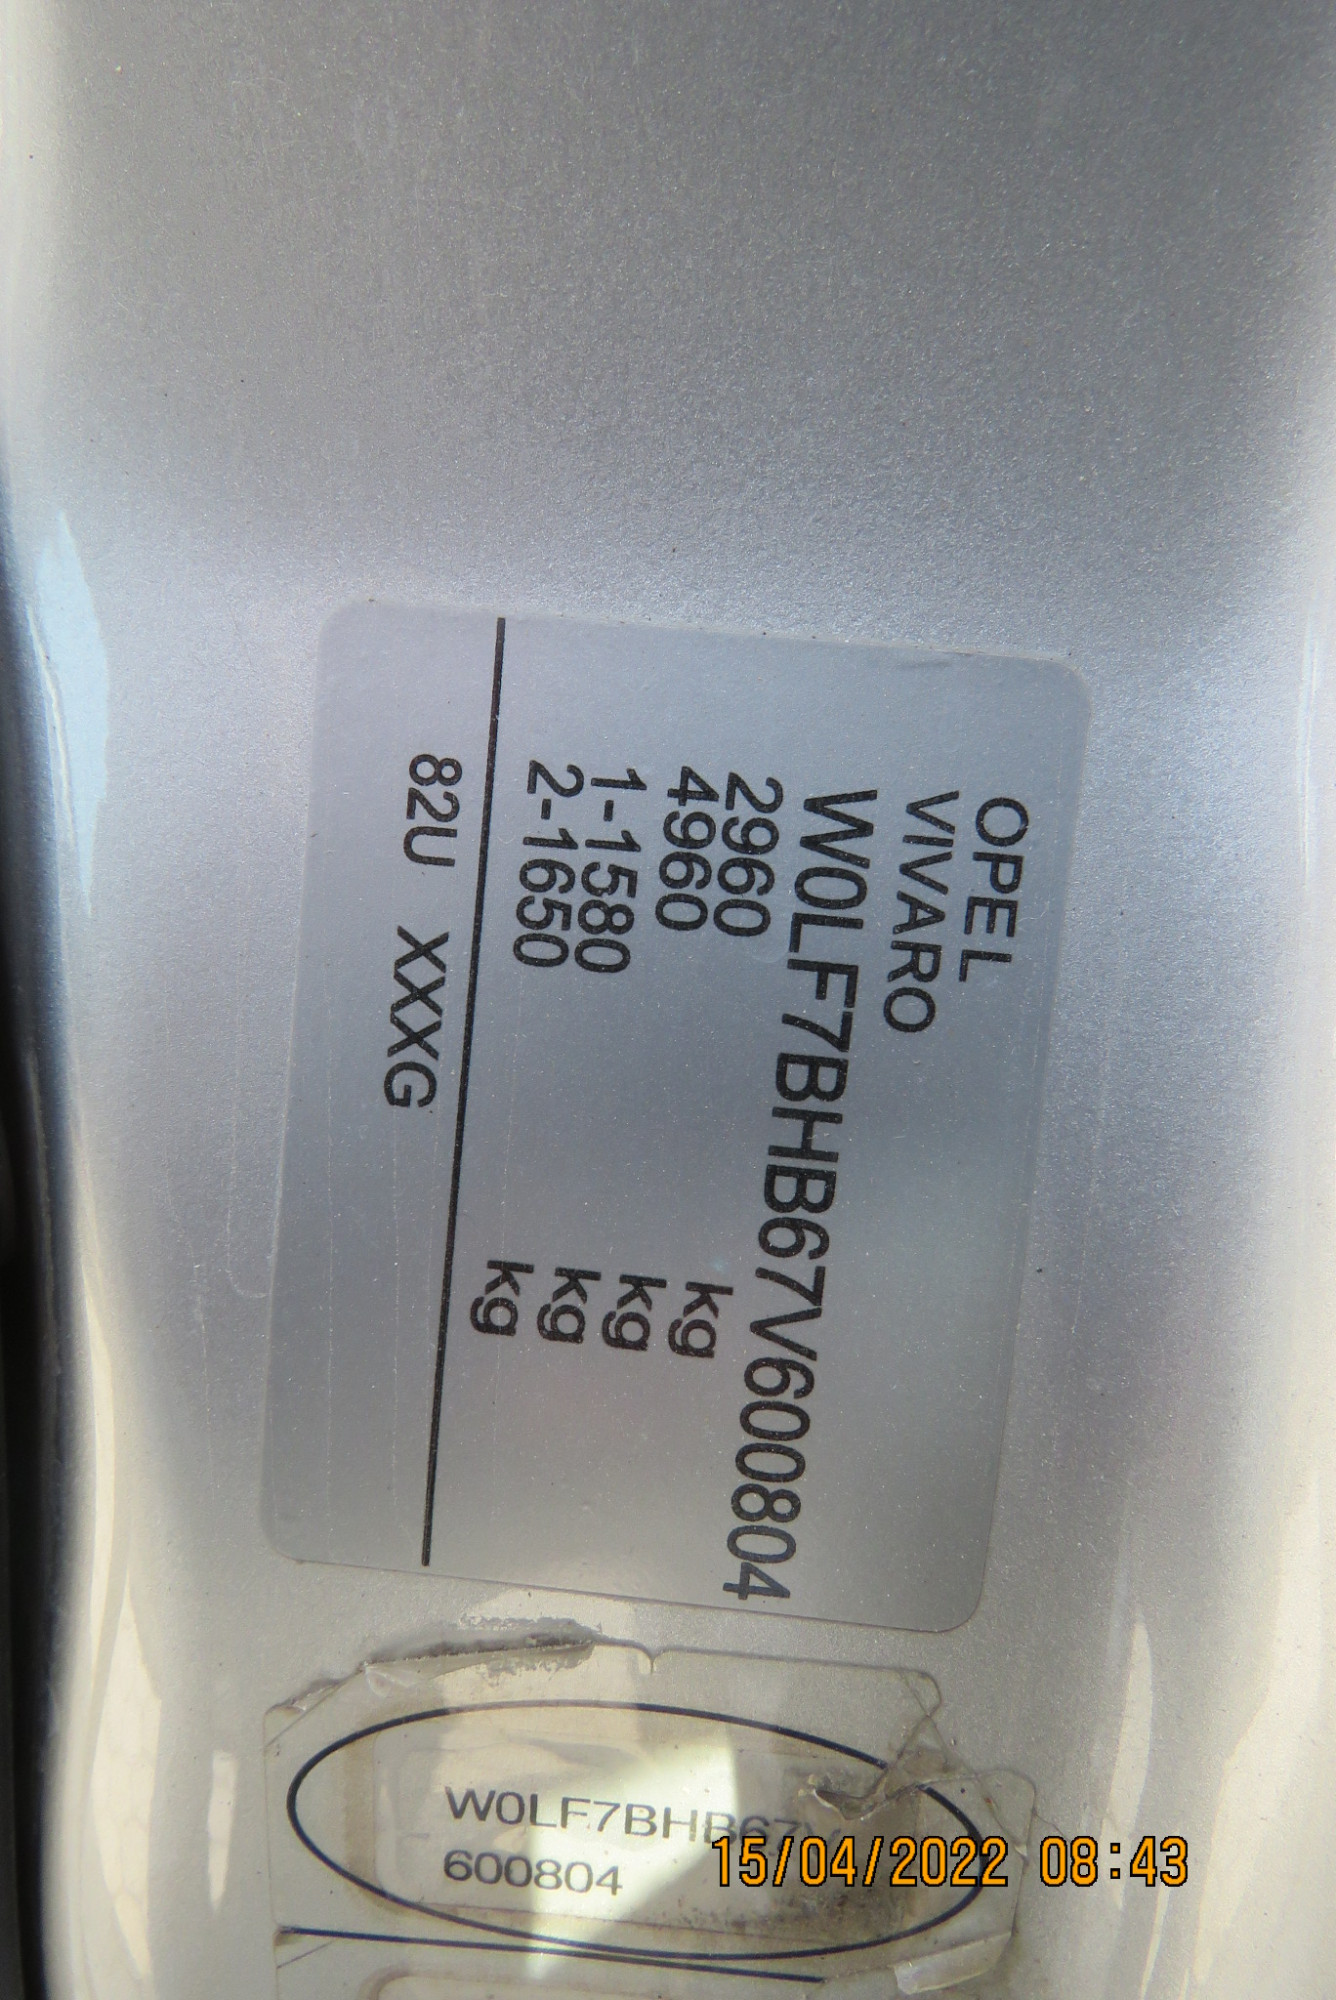 OPEL
VIVARO
W0LF7BHB67V600804
2960 kg
4960 kg
1-1580 kg
2-1650 kg
82U XXXG
W0LF7BHB67V
600804
15/04/2022 08:43